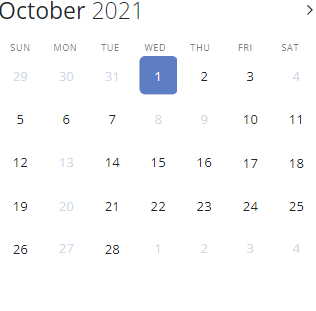 October 2021 >
SUN MON TUE WED THU FRI SAT
29 30 31 1 2 3 4
5 6 7 8 9 10 11
12 13 14 15 16 17 18
19 20 21 22 23 24 25
26 27 28 1 2 3 4